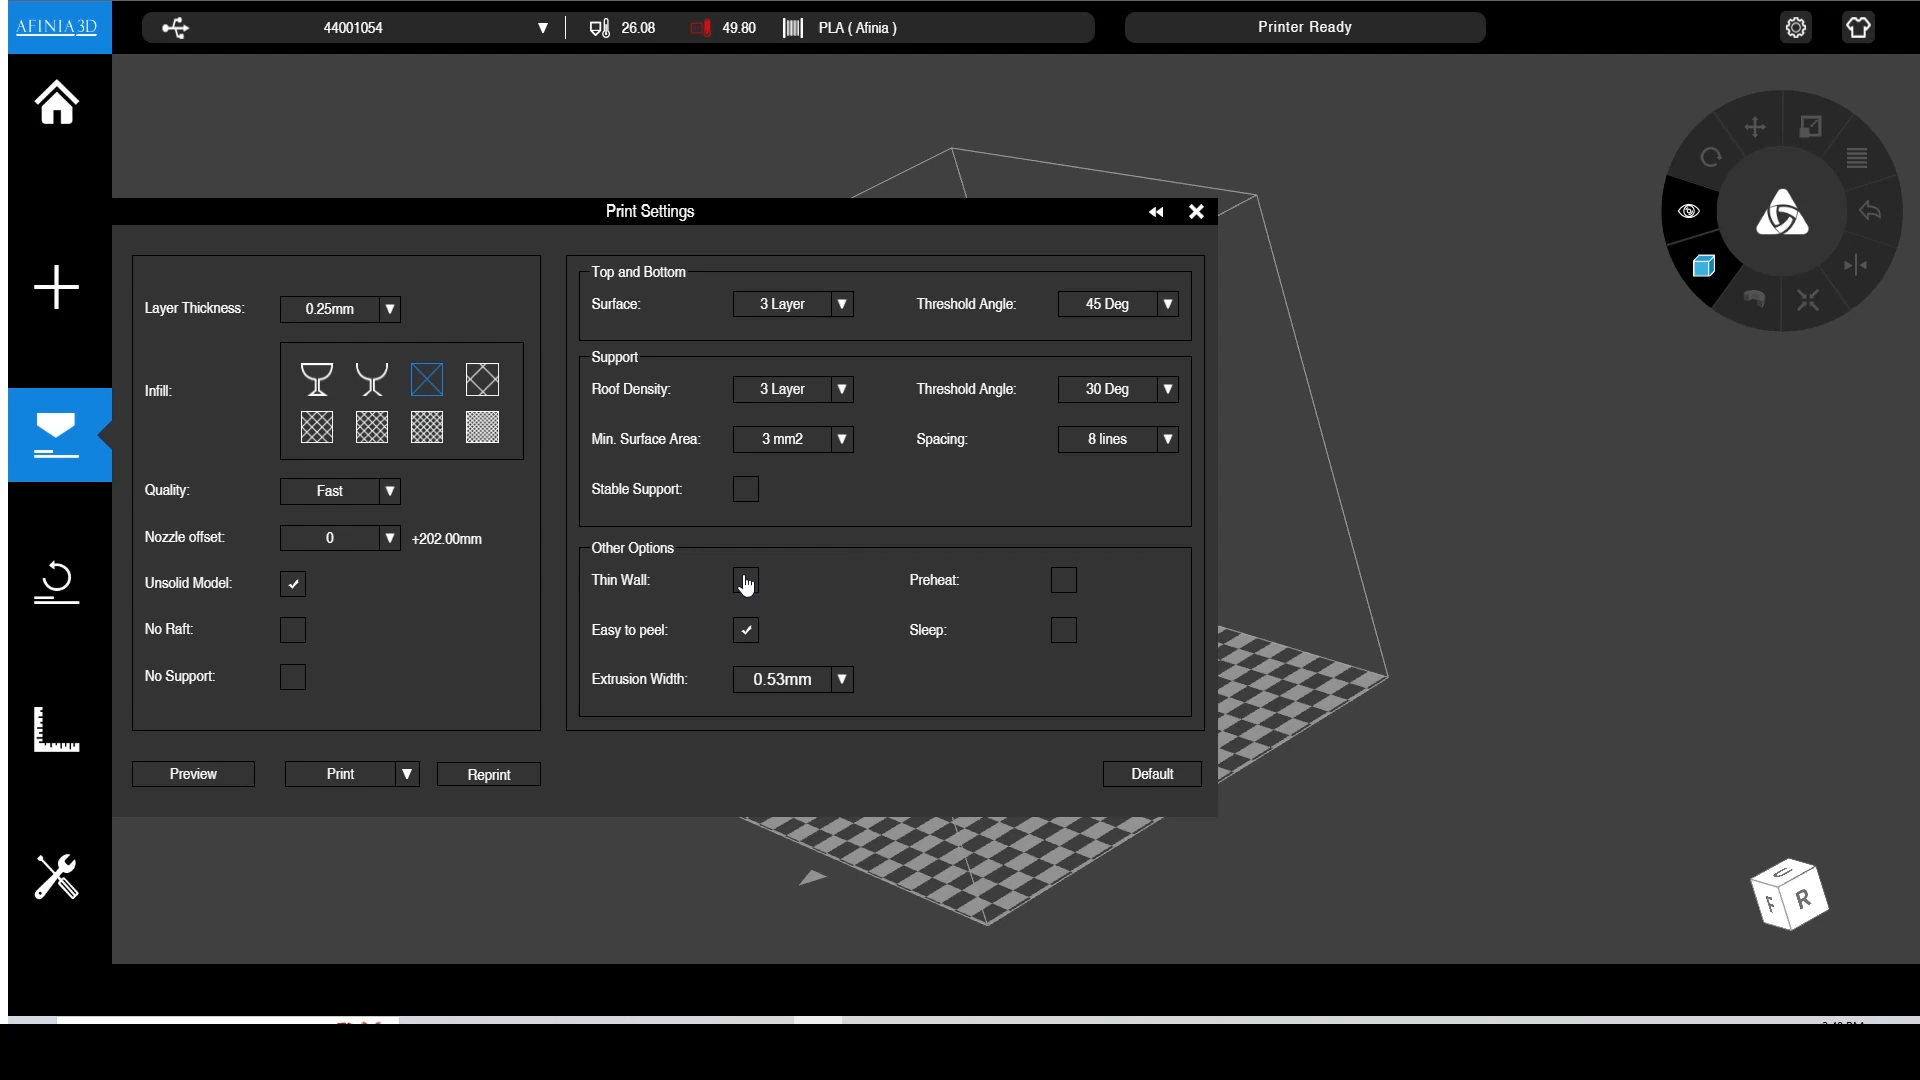 AFINIA3D
44001054 ▼ 26.08 49.80 PLA ( Afinia )
Printer Ready
Print Settings
Layer Thickness: 0.25mm
Infill:
Quality: Fast
Nozzle offset: 0 +202.00mm
Unsolid Model:
No Raft:
No Support:
Top and Bottom
Surface: 3 Layer Threshold Angle: 45 Deg
Support
Roof Density: 3 Layer Threshold Angle: 30 Deg
Min. Surface Area: 3 mm2 Spacing: 8 lines
Stable Support:
Other Options
Thin Wall: Preheat:
Easy to peel: Sleep:
Extrusion Width: 0.53mm
Preview Print Reprint Default
U
F R